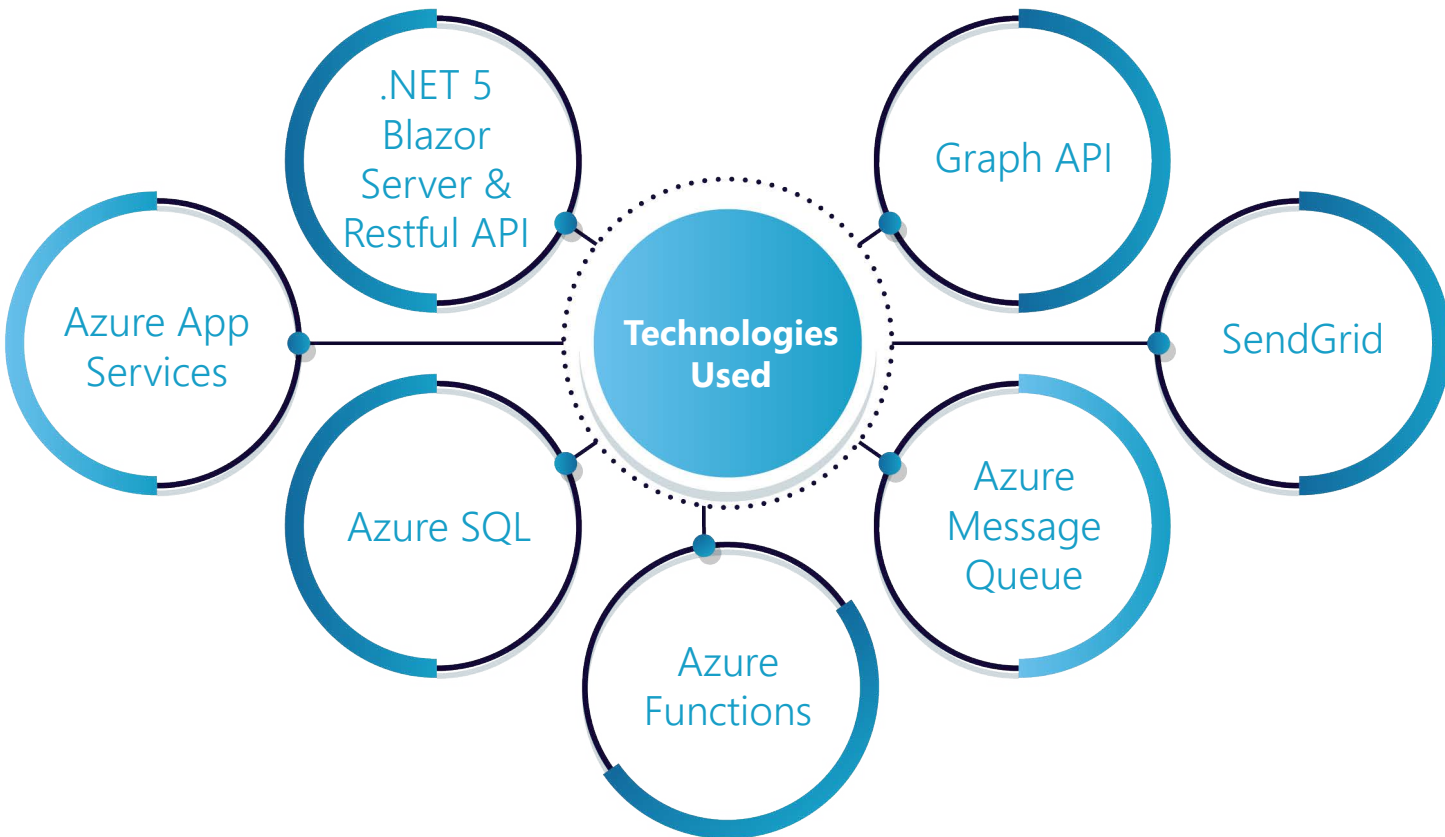 .NET 5
Blazor
Server &
Restful API
Graph API
Azure App
Services
Technologies
Used
SendGrid
Azure SQL
Azure
Message
Queue
Azure
Functions